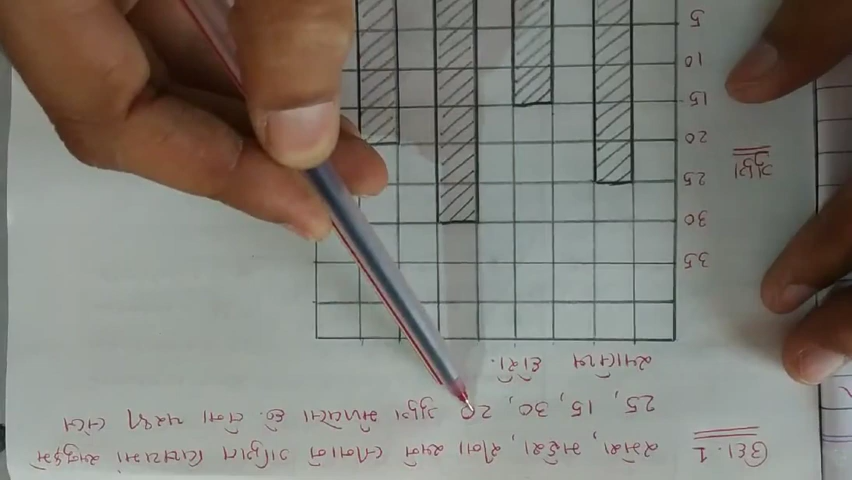 ઉદા.1 રમેશ, મહેશ, અને ગણિત વિષયમાં અનુક્રમે
25, 15, 30, 20 ગુણ મેળવેલા છે. તેના પરથી
આલેખ દોરો.
35
30
25
20
ગુણ
15
10
5